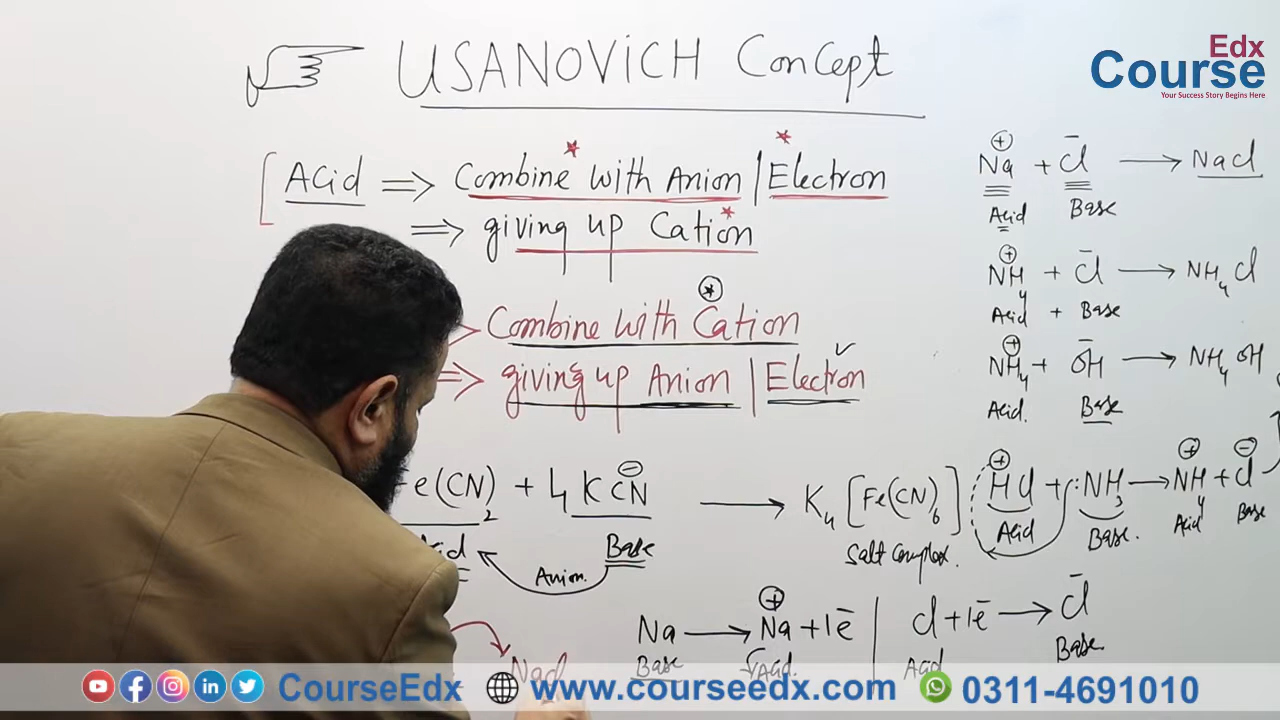 USANOViCH Concept
Edx
Course
Your Success Story Begins Here
Acid ⇒ Combine with Anion | Electron
⇒ giving up Cation
Combine with Cation
⇒ giving up Anion | Electron ✓
Na⊕ + Cl⁻ → NaCl
Acid Base
NH₄⊕ + Cl⁻ → NH₄Cl
Acid + Base
NH₄⊕ + OH⁻ → NH₄OH
Acid. Base
e(CN)₂ + 4KCN⊖ → K₄[Fe(CN)₆]
Base
Anion.
Salt Complex.
H⊕Cl + :NH₃ → NH₄⊕ + Cl⊖
Acid Base. Acid Base
Na → Na⊕ + 1e⁻ | Cl + 1e⁻ → Cl⁻
Base Acid. Acid Base
NaCl
CourseEdx www.courseedx.com 0311-4691010